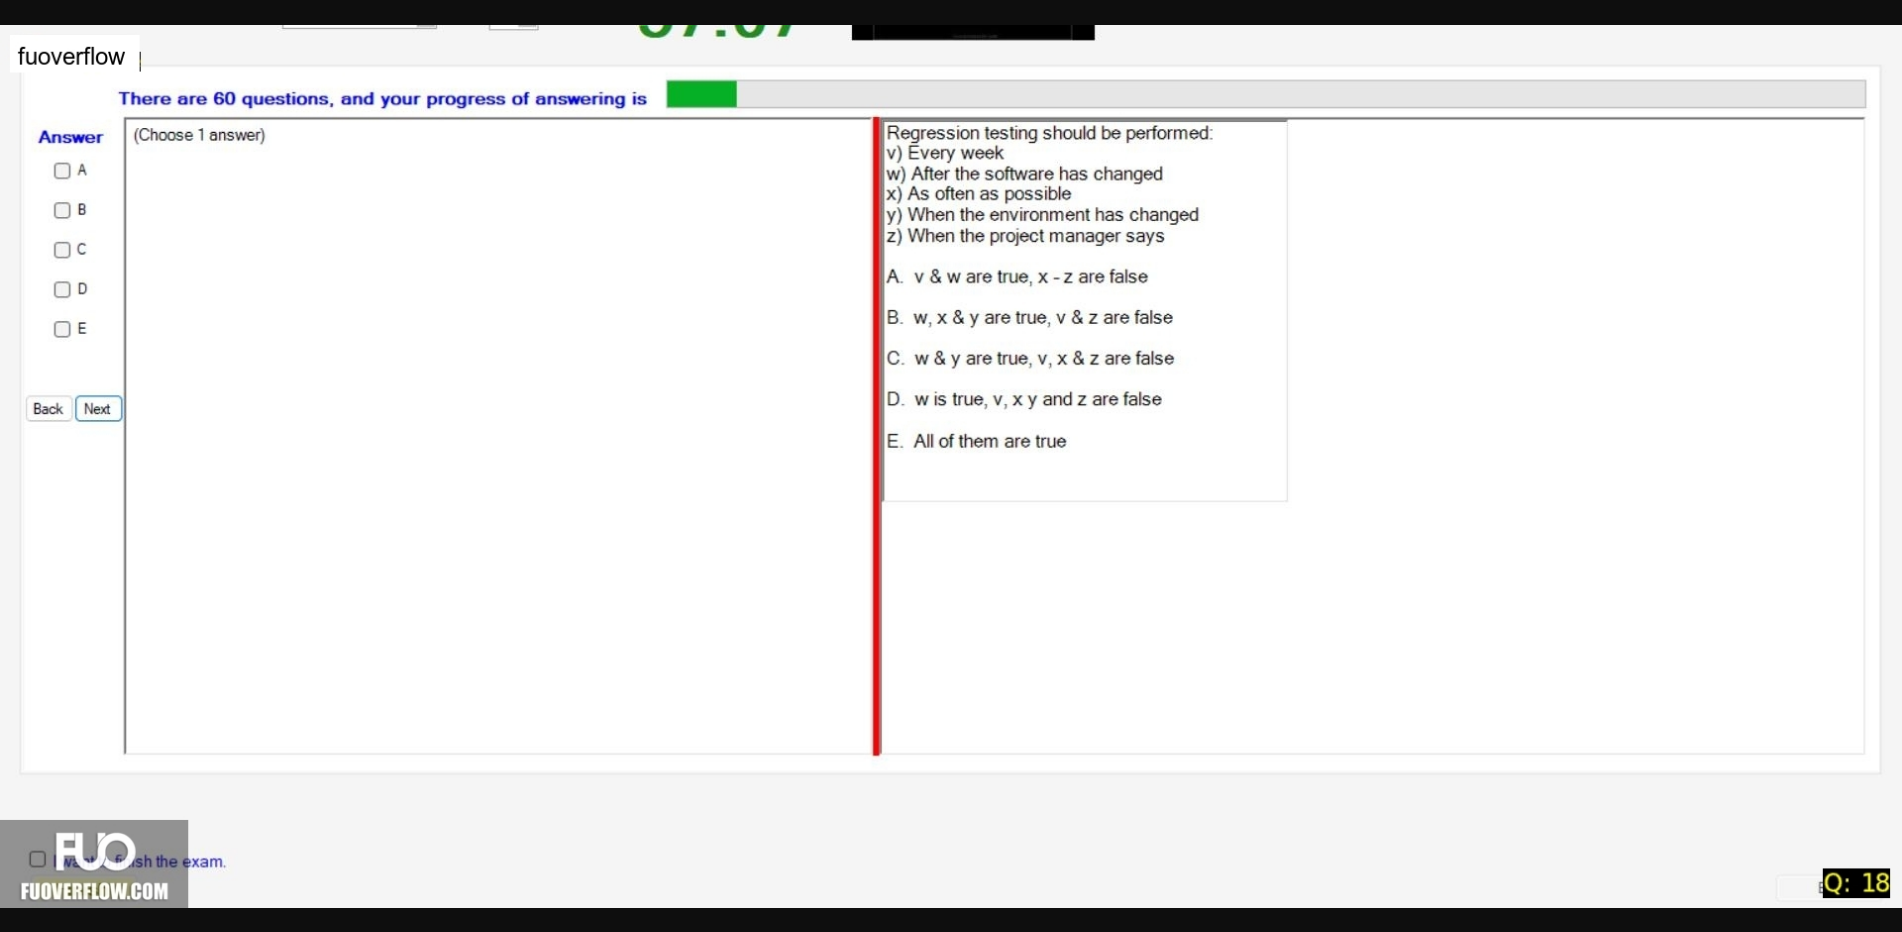 fuoverflow
There are 60 questions, and your progress of answering is
Answer
(Choose 1 answer)
A
B
C
D
E
Back Next
Regression testing should be performed:
v) Every week
w) After the software has changed
x) As often as possible
y) When the environment has changed
z) When the project manager says
A. v & w are true, x - z are false
B. w, x & y are true, v & z are false
C. w & y are true, v, x & z are false
D. w is true, v, x y and z are false
E. All of them are true
FUO
the exam.
FUOVERFLOW.COM
Q: 18